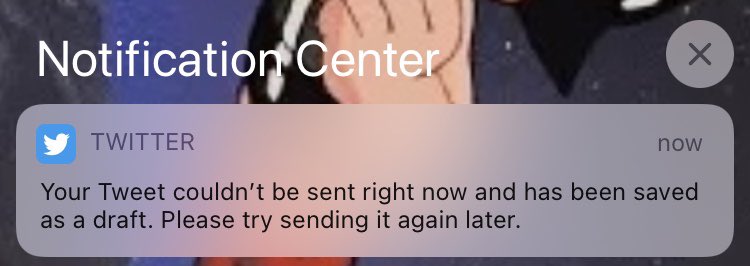 Notification Center
TWITTER
now
Your Tweet couldn’t be sent right now and has been saved
as a draft. Please try sending it again later.